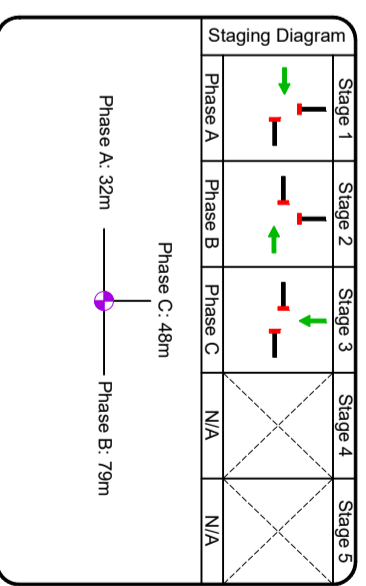 Staging Diagram
Stage 1
Stage 2
Stage 3
Stage 4
Stage 5
Phase A
Phase B
Phase C
N/A
N/A
Phase C: 48m
Phase A: 32m
Phase B: 79m